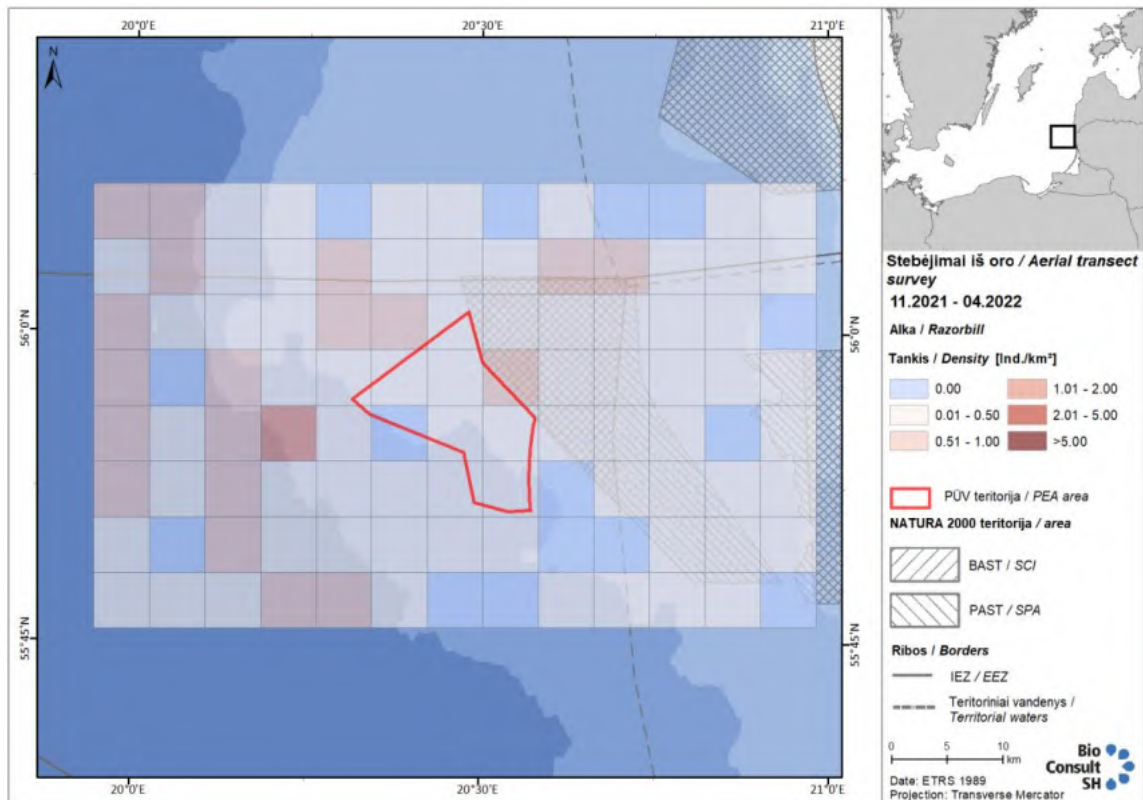 20°0'E 20°30'E 21°0'E
N
56°0'N 56°0'N
55°45'N 55°45'N
20°0'E 20°30'E 21°0'E
Stebėjimai iš oro / Aerial transect
survey
11.2021 - 04.2022
Alka / Razorbill
Tankis / Density [Ind./km²]
0.00 1.01 - 2.00
0.01 - 0.50 2.01 - 5.00
0.51 - 1.00 >5.00
PŪV teritorija / PEA area
NATURA 2000 teritorija / area
BAST / SCI
PAST / SPA
Ribos / Borders
IEZ / EEZ
Teritoriniai vandenys /
Territorial waters
0 5 10
km
Bio
Consult
SH
Date: ETRS 1989
Projection: Transverse Mercator